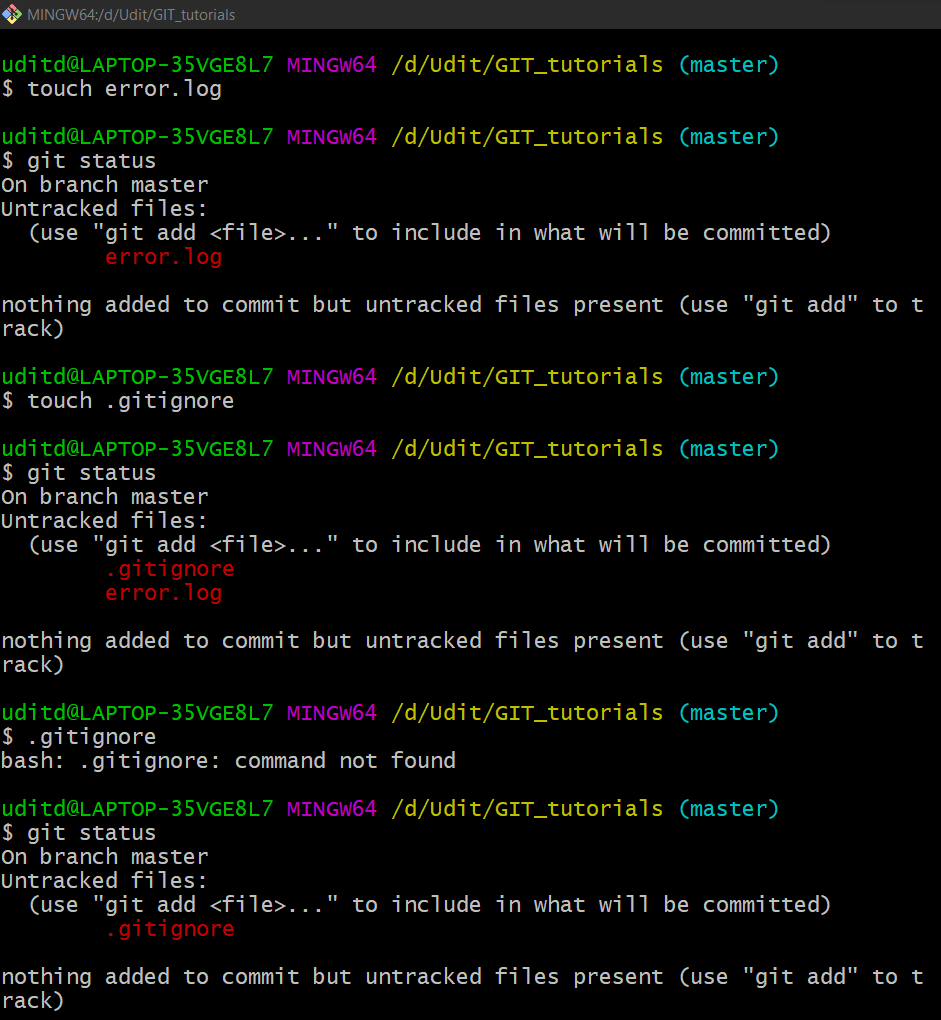 MINGW64:/d/Udit/GIT_tutorials
uditd@LAPTOP-35VGE8L7 MINGW64 /d/Udit/GIT_tutorials (master)
$ touch error.log
uditd@LAPTOP-35VGE8L7 MINGW64 /d/Udit/GIT_tutorials (master)
$ git status
On branch master
Untracked files:
  (use "git add <file>..." to include in what will be committed)
        error.log
nothing added to commit but untracked files present (use "git add" to t
rack)
uditd@LAPTOP-35VGE8L7 MINGW64 /d/Udit/GIT_tutorials (master)
$ touch .gitignore
uditd@LAPTOP-35VGE8L7 MINGW64 /d/Udit/GIT_tutorials (master)
$ git status
On branch master
Untracked files:
  (use "git add <file>..." to include in what will be committed)
        .gitignore
        error.log
nothing added to commit but untracked files present (use "git add" to t
rack)
uditd@LAPTOP-35VGE8L7 MINGW64 /d/Udit/GIT_tutorials (master)
$ .gitignore
bash: .gitignore: command not found
uditd@LAPTOP-35VGE8L7 MINGW64 /d/Udit/GIT_tutorials (master)
$ git status
On branch master
Untracked files:
  (use "git add <file>..." to include in what will be committed)
        .gitignore
nothing added to commit but untracked files present (use "git add" to t
rack)